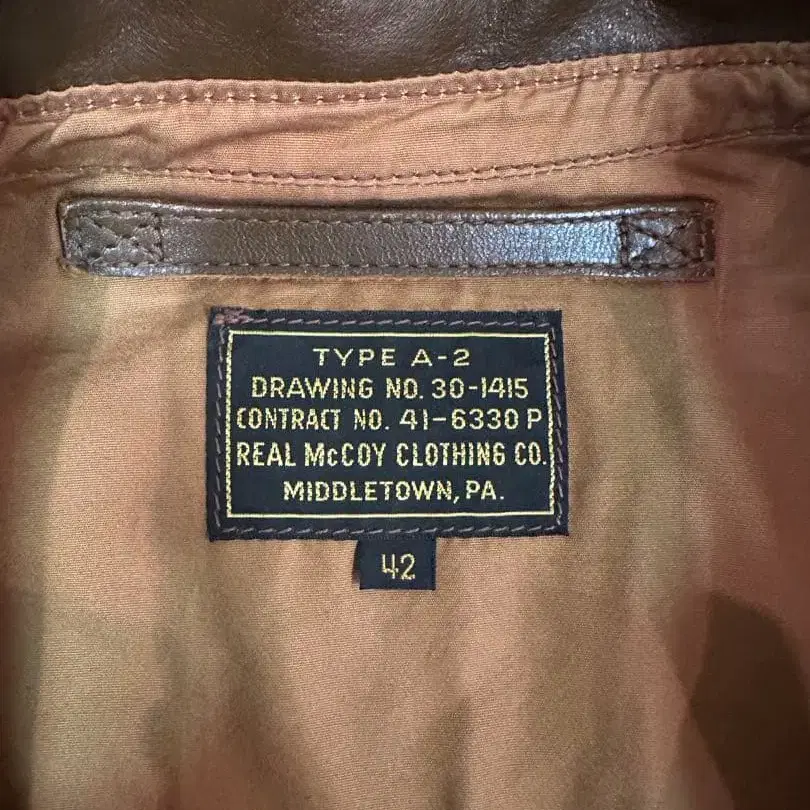 TYPE A-2
DRAWING NO. 30-1415
CONTRACT NO. 41-6330 P
REAL McCOY CLOTHING CO.
MIDDLETOWN, PA.
42